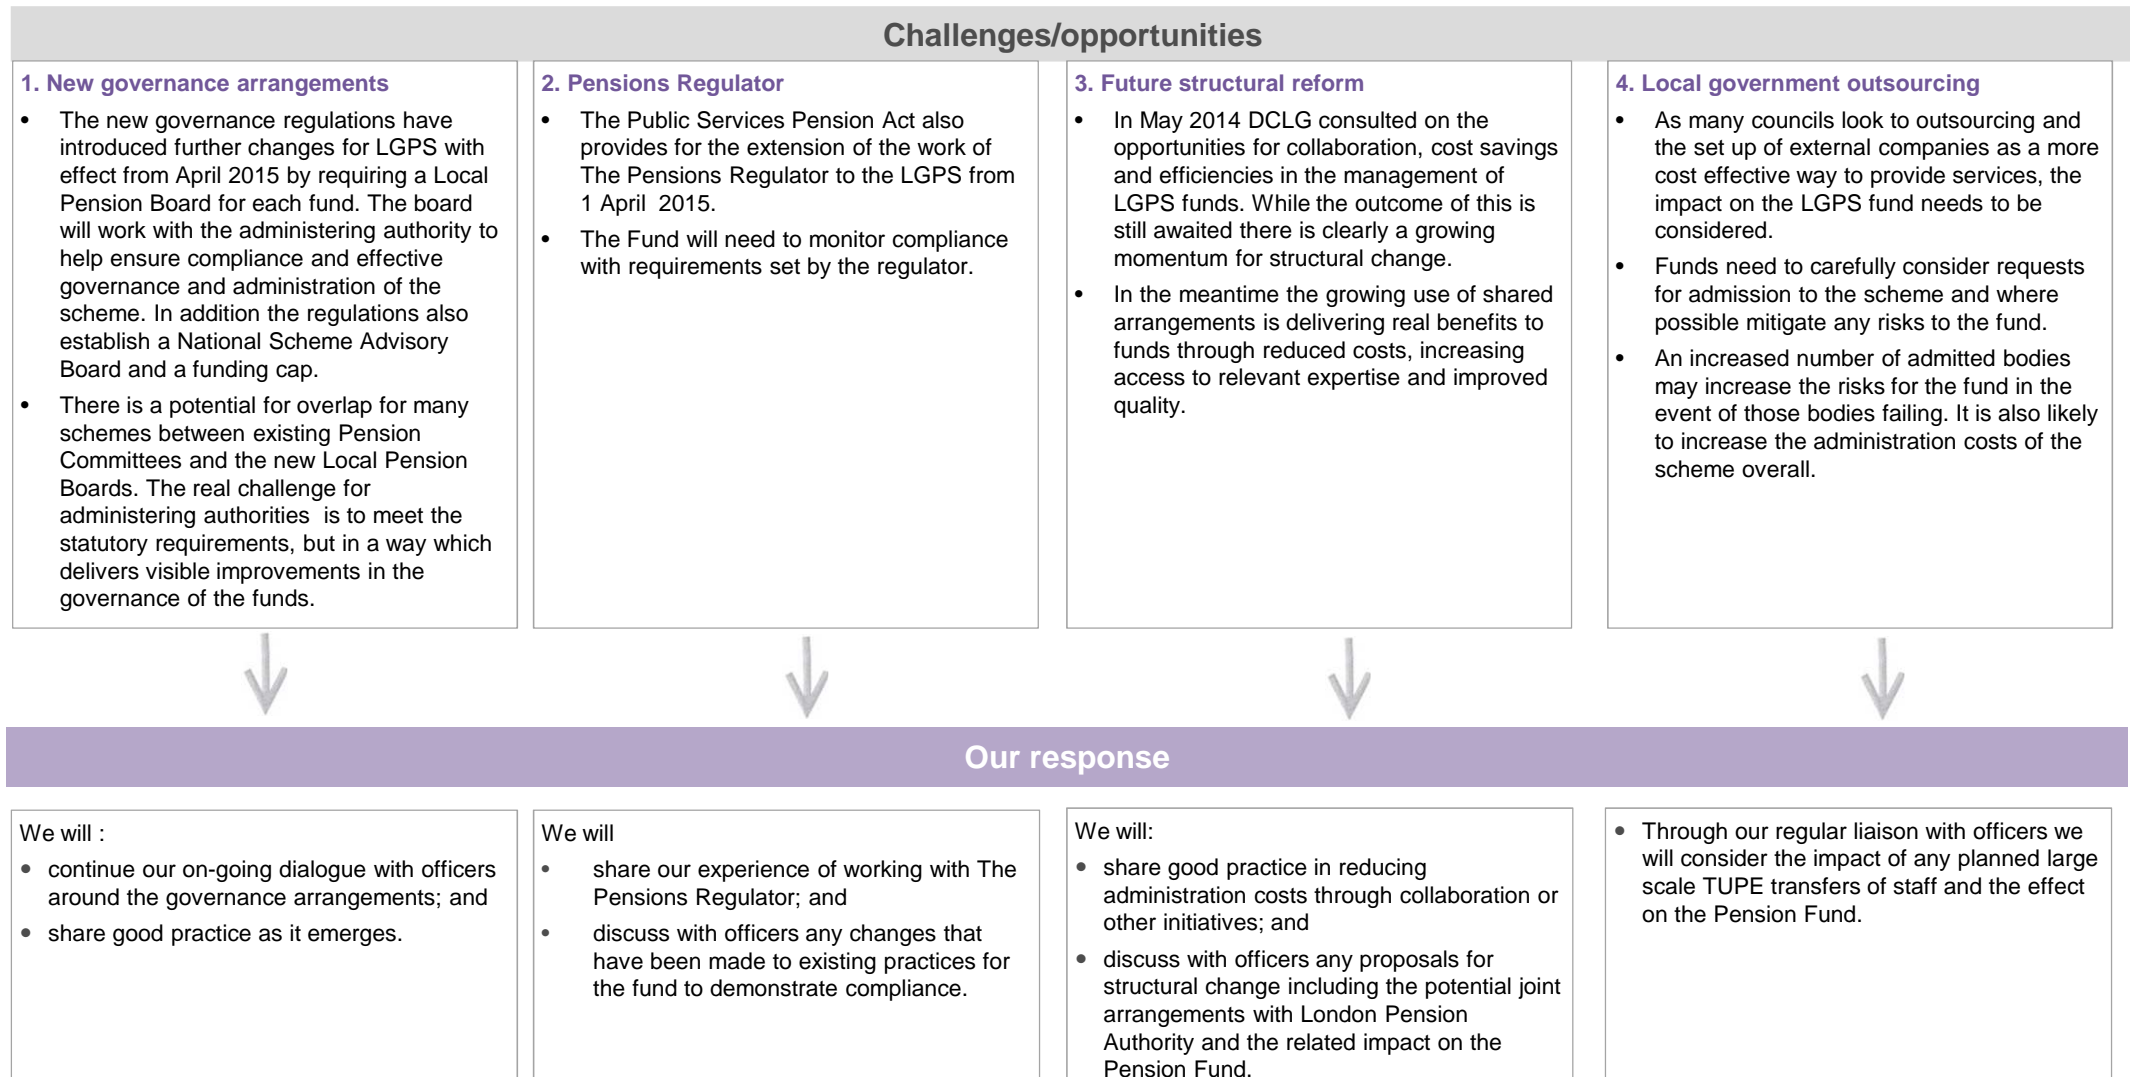 Challenges/opportunities
1. New governance arrangements
• The new governance regulations have
introduced further changes for LGPS with
effect from April 2015 by requiring a Local
Pension Board for each fund. The board
will work with the administering authority to
help ensure compliance and effective
governance and administration of the
scheme. In addition the regulations also
establish a National Scheme Advisory
Board and a funding cap.
• There is a potential for overlap for many
schemes between existing Pension
Committees and the new Local Pension
Boards. The real challenge for
administering authorities is to meet the
statutory requirements, but in a way which
delivers visible improvements in the
governance of the funds.
2. Pensions Regulator
• The Public Services Pension Act also
provides for the extension of the work of
The Pensions Regulator to the LGPS from
1 April 2015.
• The Fund will need to monitor compliance
with requirements set by the regulator.
3. Future structural reform
• In May 2014 DCLG consulted on the
opportunities for collaboration, cost savings
and efficiencies in the management of
LGPS funds. While the outcome of this is
still awaited there is clearly a growing
momentum for structural change.
• In the meantime the growing use of shared
arrangements is delivering real benefits to
funds through reduced costs, increasing
access to relevant expertise and improved
quality.
4. Local government outsourcing
• As many councils look to outsourcing and
the set up of external companies as a more
cost effective way to provide services, the
impact on the LGPS fund needs to be
considered.
• Funds need to carefully consider requests
for admission to the scheme and where
possible mitigate any risks to the fund.
• An increased number of admitted bodies
may increase the risks for the fund in the
event of those bodies failing. It is also likely
to increase the administration costs of the
scheme overall.
Our response
We will :
• continue our on-going dialogue with officers
around the governance arrangements; and
• share good practice as it emerges.
We will
• share our experience of working with The
Pensions Regulator; and
• discuss with officers any changes that
have been made to existing practices for
the fund to demonstrate compliance.
We will:
• share good practice in reducing
administration costs through collaboration or
other initiatives; and
• discuss with officers any proposals for
structural change including the potential joint
arrangements with London Pension
Authority and the related impact on the
Pension Fund.
• Through our regular liaison with officers we
will consider the impact of any planned large
scale TUPE transfers of staff and the effect
on the Pension Fund.